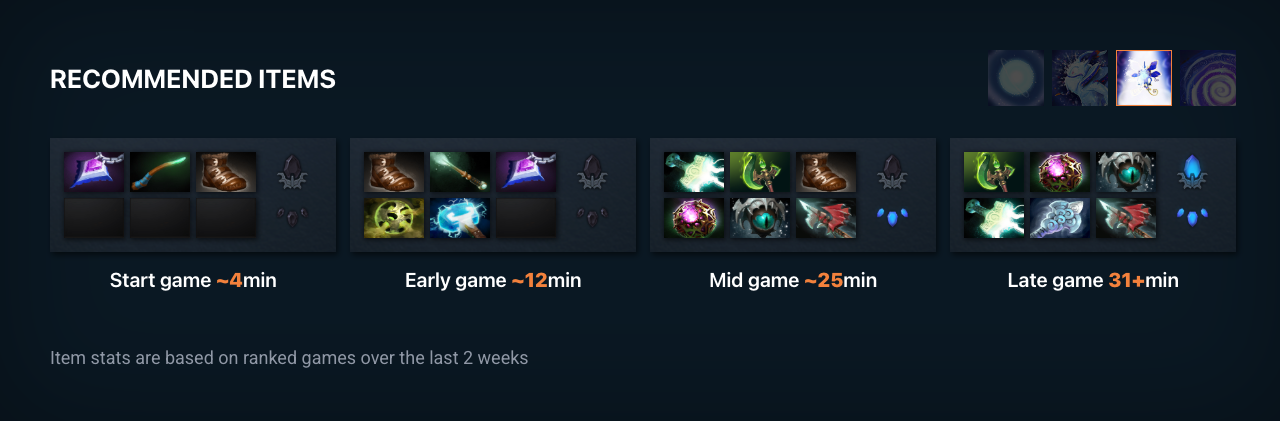 RECOMMENDED ITEMS
Start game ~4min
Early game ~12min
Mid game ~25min
Late game 31+min
Item stats are based on ranked games over the last 2 weeks